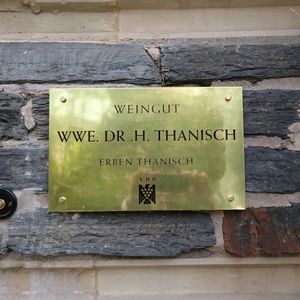 WEINGUT
WWE. DR. H. THANISCH
ERBEN THANISCH
VDP